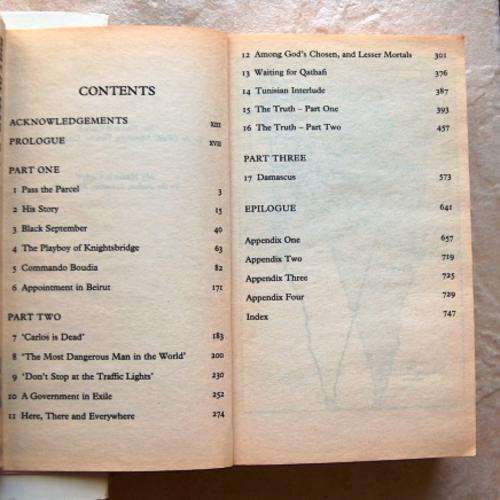 CONTENTS
ACKNOWLEDGEMENTS XIII
PROLOGUE XVII
PART ONE
1 Pass the Parcel 3
2 His Story 15
3 Black September 40
4 The Playboy of Knightsbridge 63
5 Commando Boudia 82
6 Appointment in Beirut 171
PART TWO
7 ‘Carlos is Dead’ 183
8 ‘The Most Dangerous Man in the World’ 200
9 ‘Don’t Stop at the Traffic Lights’ 230
10 A Government in Exile 252
11 Here, There and Everywhere 274
12 Among God’s Chosen, and Lesser Mortals 301
13 Waiting for Qathafi 376
14 Tunisian Interlude 387
15 The Truth – Part One 393
16 The Truth – Part Two 457
PART THREE
17 Damascus 573
EPILOGUE 641
Appendix One 657
Appendix Two 719
Appendix Three 725
Appendix Four 729
Index 747